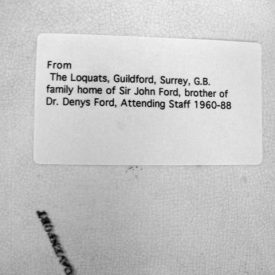 From
The Loquats, Guildford, Surrey, G.B.
family home of Sir John Ford, brother of
Dr. Denys Ford, Attending Staff 1960-88
DAVENPORT